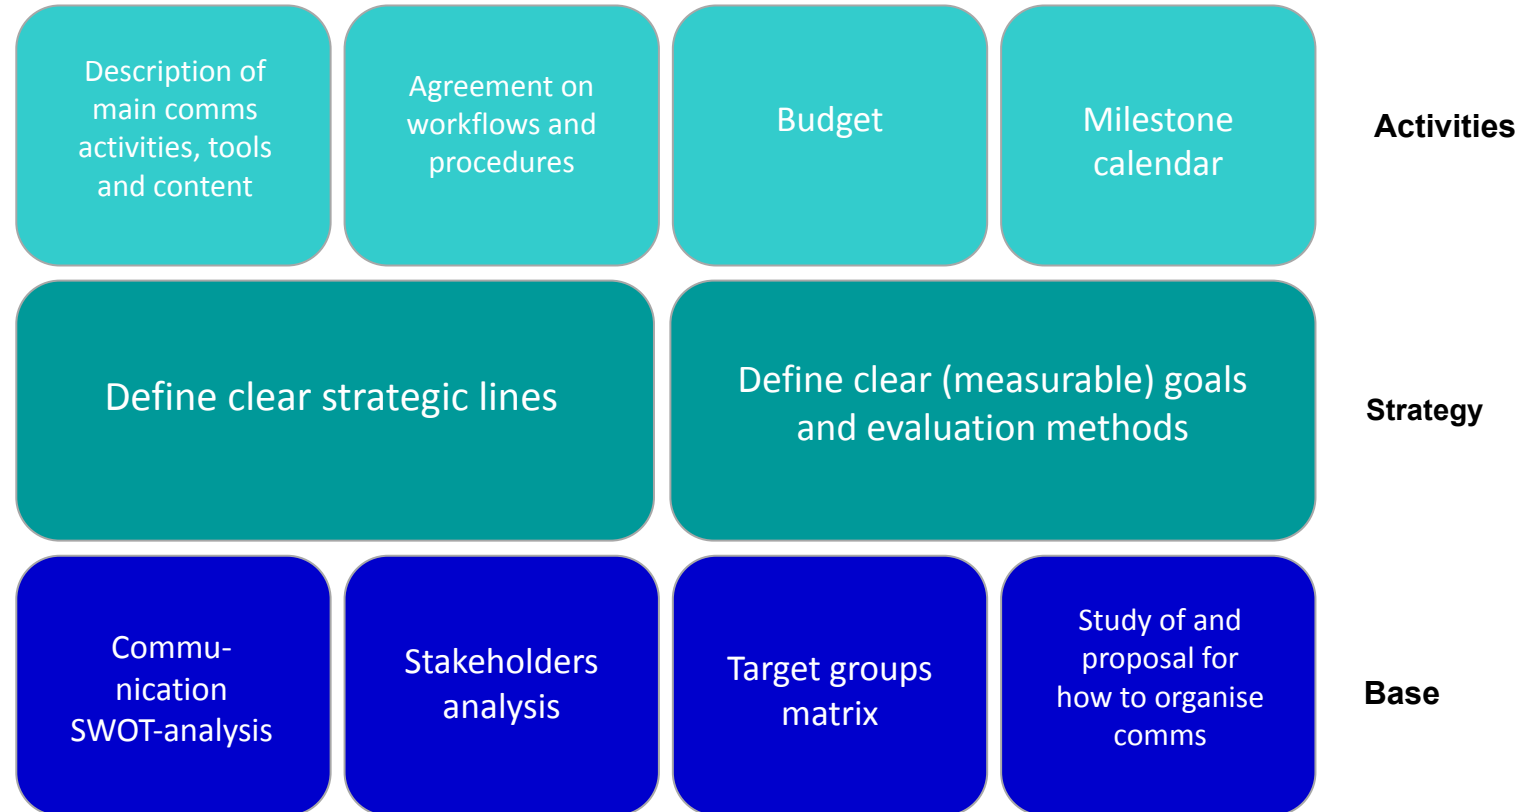 Description of
main comms
activities, tools
and content
Agreement on
workflows and
procedures
Budget
Milestone
calendar
Activities
Define clear strategic lines
Define clear (measurable) goals
and evaluation methods
Strategy
Commu-
nication
SWOT-analysis
Stakeholders
analysis
Target groups
matrix
Study of and
proposal for
how to organise
comms
Base